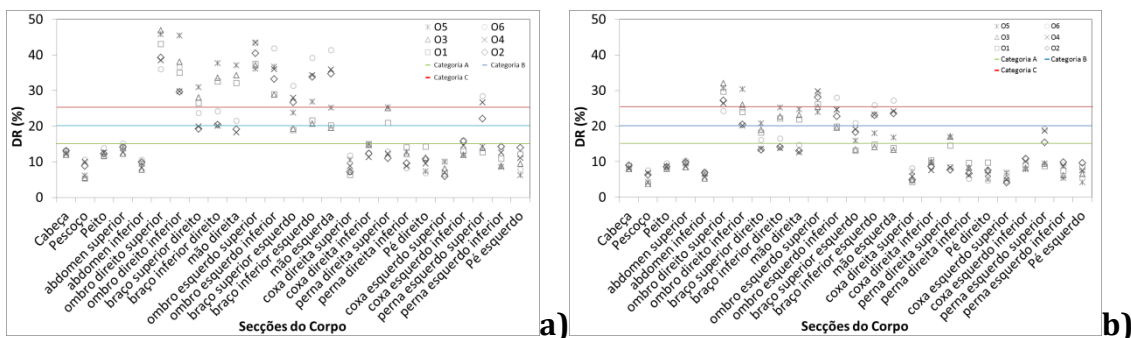 50
40
30
20
10
0
DR (%)
O5 O6
O3 O4
O1 O2
Categoria A Categoria B
Categoria C
Cabeça
Pescoço
Peito
abdomen superior
abdomen inferior
ombro direito superior
ombro direito inferior
braço superior direito
braço inferior direito
mão direita
ombro esquerdo superior
ombro esquerdo inferior
braço superior esquerdo
braço inferior esquerdo
mão esquerda
coxa direita superior
coxa direita inferior
perna direita superior
perna direita inferior
Pé direito
coxa esquerdo superior
coxa esquerdo inferior
perna esquerdo superior
perna esquerdo inferior
Pé esquerdo
Secções do Corpo
a)
50
40
30
20
10
0
DR (%)
O5 O6
O3 O4
O1 O2
Categoria A Categoria B
Categoria C
Cabeça
Pescoço
Peito
abdomen superior
abdomen inferior
ombro direito superior
ombro direito inferior
braço superior direito
braço inferior direito
mão direita
ombro esquerdo superior
ombro esquerdo inferior
braço superior esquerdo
braço inferior esquerdo
mão esquerda
coxa direita superior
coxa direita inferior
perna direita superior
perna direita inferior
Pé direito
coxa esquerdo superior
coxa esquerdo inferior
perna esquerdo superior
perna esquerdo inferior
Pé esquerdo
Secções do Corpo
b)